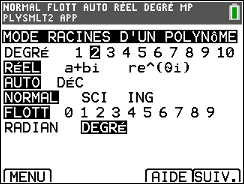 NORMAL FLOTT AUTO RÉEL DEGRÉ MP
PLYSMLT2 APP
MODE RACINES D'UN POLYNôME
DEGRé 1 2 3 4 5 6 7 8 9 10
RéEL a+bi re^(θi)
AUTO DéC
NORMAL SCI ING
FLOTT 0 1 2 3 4 5 6 7 8 9
RADIAN DEGRé
MENU AIDE SUIV.